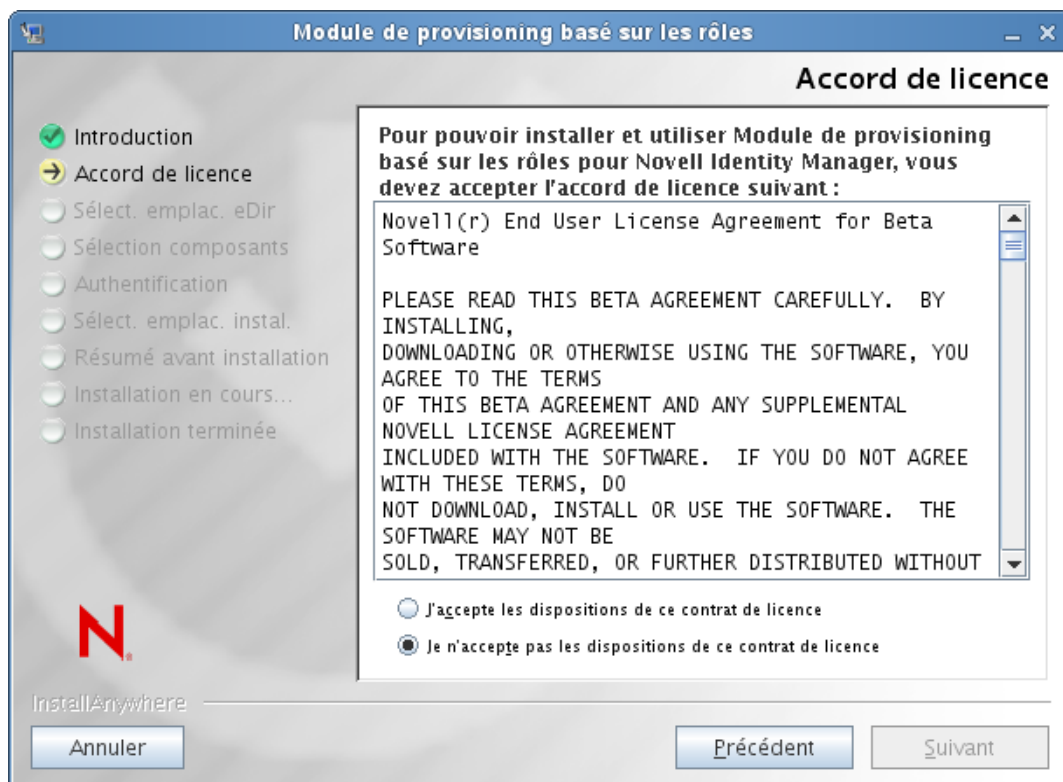 Module de provisioning basé sur les rôles
Accord de licence
Introduction
Accord de licence
Sélect. emplac. eDir
Sélection composants
Authentification
Sélect. emplac. instal.
Résumé avant installation
Installation en cours...
Installation terminée
Pour pouvoir installer et utiliser Module de provisioning
basé sur les rôles pour Novell Identity Manager, vous
devez accepter l'accord de licence suivant :
Novell(r) End User License Agreement for Beta
Software
PLEASE READ THIS BETA AGREEMENT CAREFULLY.  BY
INSTALLING,
DOWNLOADING OR OTHERWISE USING THE SOFTWARE, YOU
AGREE TO THE TERMS
OF THIS BETA AGREEMENT AND ANY SUPPLEMENTAL
NOVELL LICENSE AGREEMENT
INCLUDED WITH THE SOFTWARE.  IF YOU DO NOT AGREE
WITH THESE TERMS, DO
NOT DOWNLOAD, INSTALL OR USE THE SOFTWARE.  THE
SOFTWARE MAY NOT BE
SOLD, TRANSFERRED, OR FURTHER DISTRIBUTED WITHOUT
J'accepte les dispositions de ce contrat de licence
Je n'accepte pas les dispositions de ce contrat de licence
N
InstallAnywhere
Annuler
Précédent
Suivant